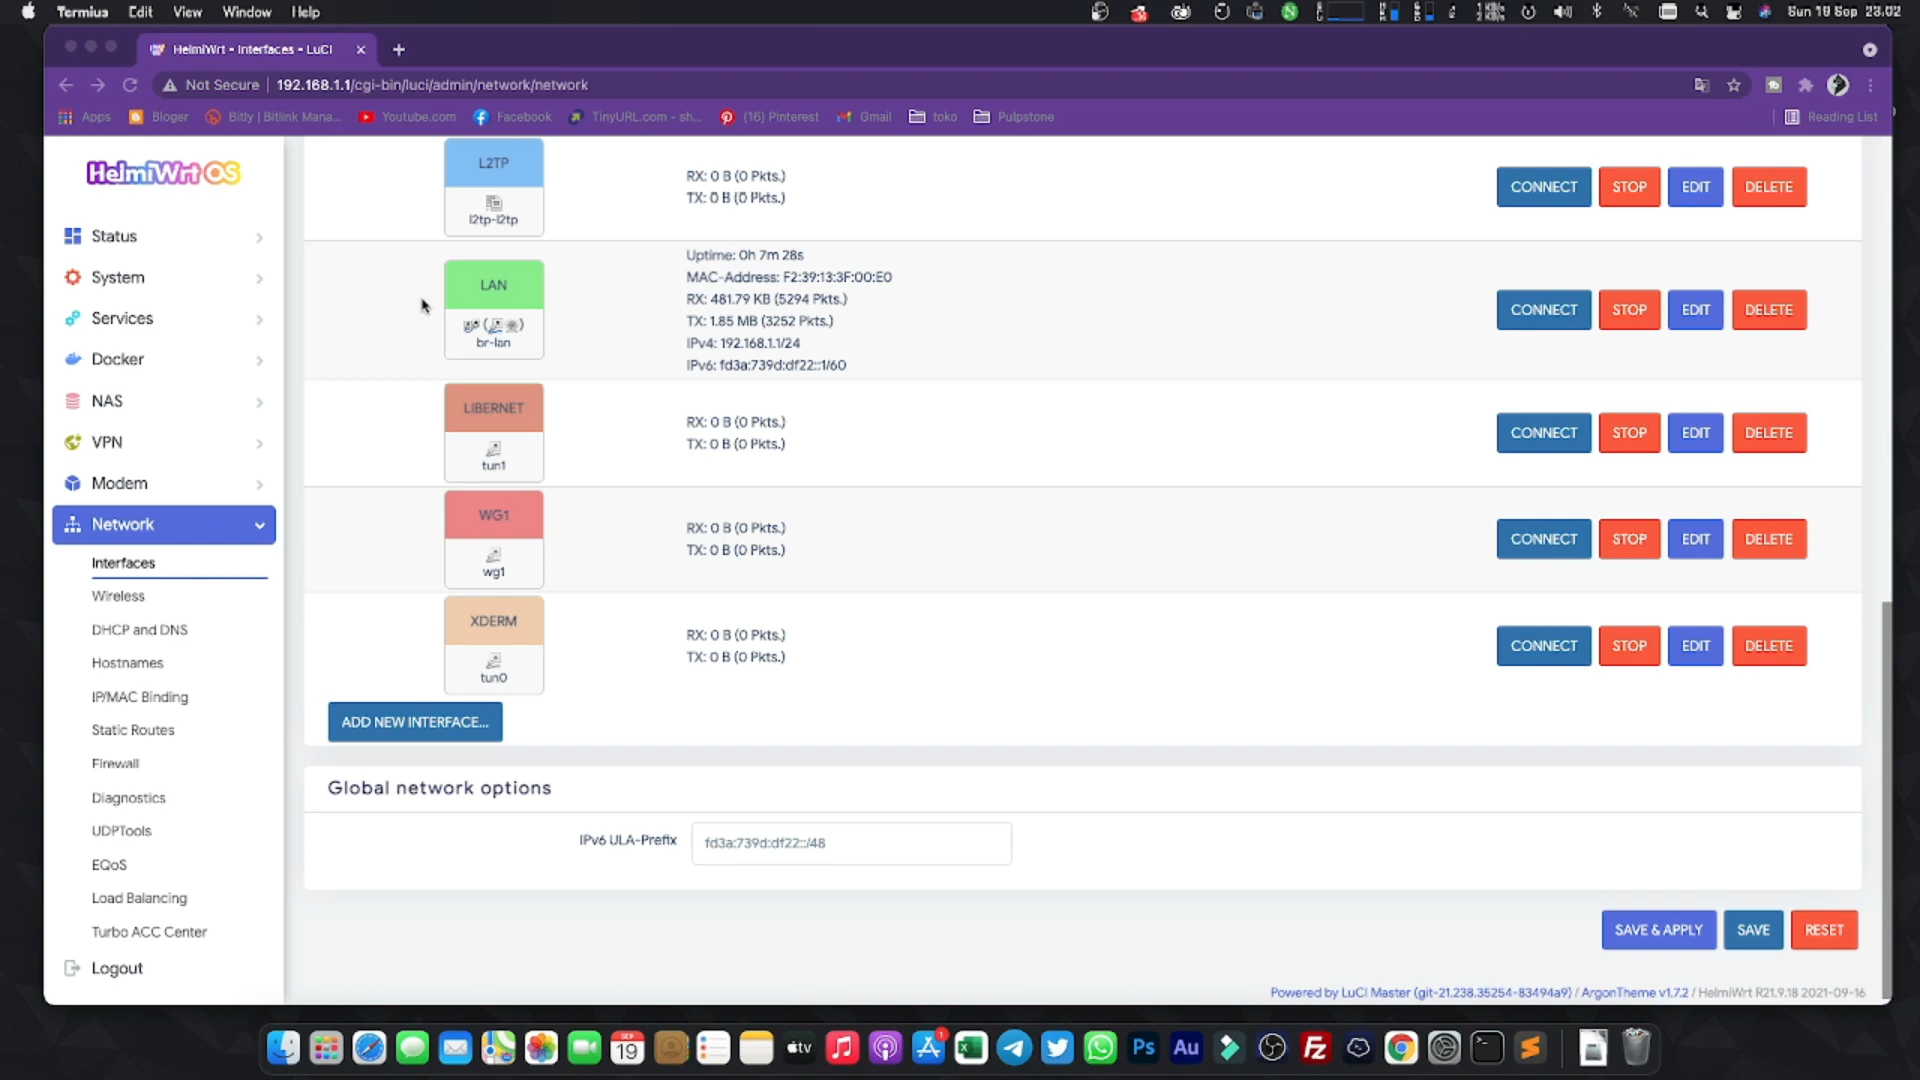 Termius Edit View Window Help
Sun 19 Sep 23.02
HelmiWrt - Interfaces - LuCI
Not Secure 192.168.1.1/cgi-bin/luci/admin/network/network
Apps Bloger Bitly | Bitlink Mana... Youtube.com Facebook TinyURL.com - sh... (16) Pinterest Gmail toko Pulpstone Reading List
HelmiWrt OS
Status
System
Services
Docker
NAS
VPN
Modem
Network
Interfaces
Wireless
DHCP and DNS
Hostnames
IP/MAC Binding
Static Routes
Firewall
Diagnostics
UDPTools
EQoS
Load Balancing
Turbo ACC Center
Logout
L2TP
l2tp-l2tp
RX: 0 B (0 Pkts.)
TX: 0 B (0 Pkts.)
CONNECT STOP EDIT DELETE
LAN
br-lan
Uptime: 0h 7m 28s
MAC-Address: F2:39:13:3F:00:E0
RX: 481.79 KB (5294 Pkts.)
TX: 1.85 MB (3252 Pkts.)
IPv4: 192.168.1.1/24
IPv6: fd3a:739d:df22::1/60
CONNECT STOP EDIT DELETE
LIBERNET
tun1
RX: 0 B (0 Pkts.)
TX: 0 B (0 Pkts.)
CONNECT STOP EDIT DELETE
WG1
wg1
RX: 0 B (0 Pkts.)
TX: 0 B (0 Pkts.)
CONNECT STOP EDIT DELETE
XDERM
tun0
RX: 0 B (0 Pkts.)
TX: 0 B (0 Pkts.)
CONNECT STOP EDIT DELETE
ADD NEW INTERFACE...
Global network options
IPv6 ULA-Prefix fd3a:739d:df22::/48
SAVE & APPLY SAVE RESET
Powered by LuCI Master (git-21.238.35254-83494a9) / ArgonTheme v1.7.2 / HelmiWrt R21.9.18 2021-09-16
SEP
19
tv
1
Ps
Au
Fz